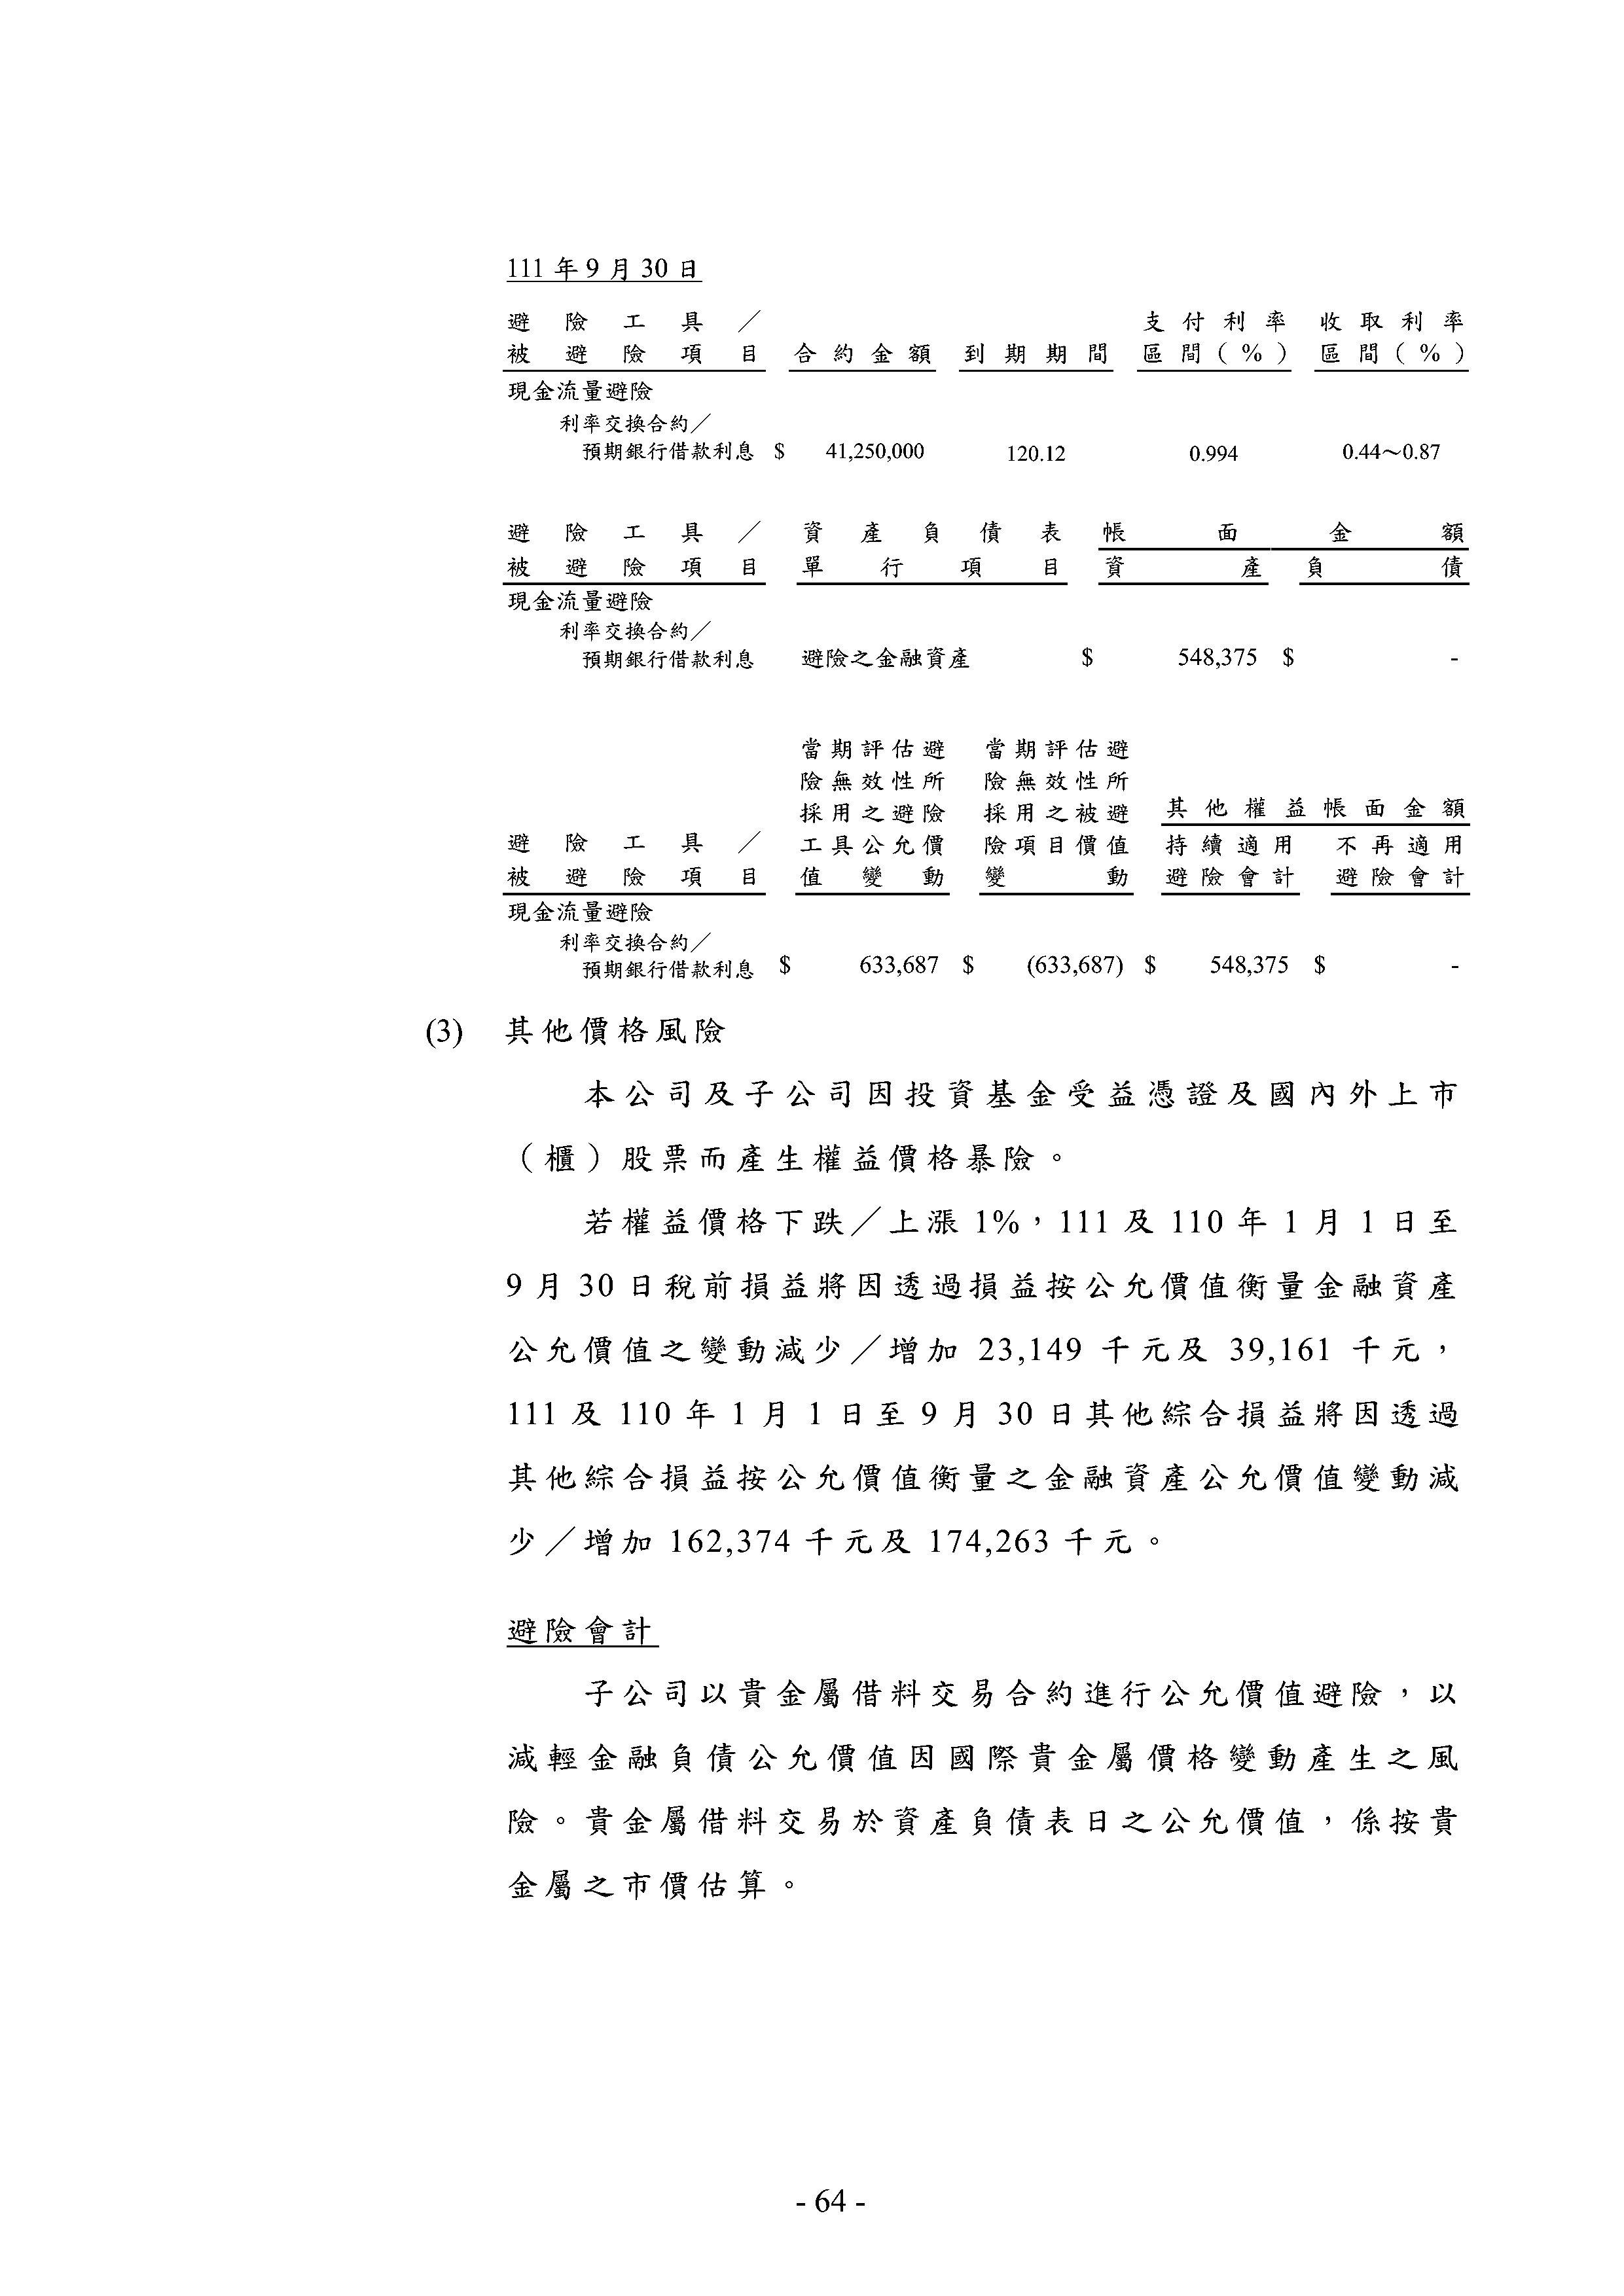 111 年 9 月 30 日
避險工具／ 支付利率 收取利率
被避險項目 合約金額 到期期間 區間(%) 區間(%)
現金流量避險
利率交換合約／
預期銀行借款利息 $ 41,250,000 120.12 0.994 0.44～0.87
避險工具／ 資產負債表 帳面金額
被避險項目 單行項目 資產 負債
現金流量避險
利率交換合約／
預期銀行借款利息 避險之金融資產 $ 548,375 $ -
當期評估避 當期評估避
險無效性所 險無效性所
採用之避險 採用之被避 其他權益帳面金額
避險工具／ 工具公允價 險項目價值 持續適用 不再適用
被避險項目 值變動 變動 避險會計 避險會計
現金流量避險
利率交換合約／
預期銀行借款利息 $ 633,687 $ (633,687) $ 548,375 $ -
(3) 其他價格風險
本公司及子公司因投資基金受益憑證及國內外上市
（櫃）股票而產生權益價格暴險。
若權益價格下跌／上漲 1%，111 及 110 年 1 月 1 日至
9 月 30 日稅前損益將因透過損益按公允價值衡量金融資產
公允價值之變動減少／增加 23,149 千元及 39,161 千元，
111 及 110 年 1 月 1 日至 9 月 30 日其他綜合損益將因透過
其他綜合損益按公允價值衡量之金融資產公允價值變動減
少／增加 162,374 千元及 174,263 千元。
避險會計
子公司以貴金屬借料交易合約進行公允價值避險，以
減輕金融負債公允價值因國際貴金屬價格變動產生之風
險。貴金屬借料交易於資產負債表日之公允價值，係按貴
金屬之市價估算。
- 64 -